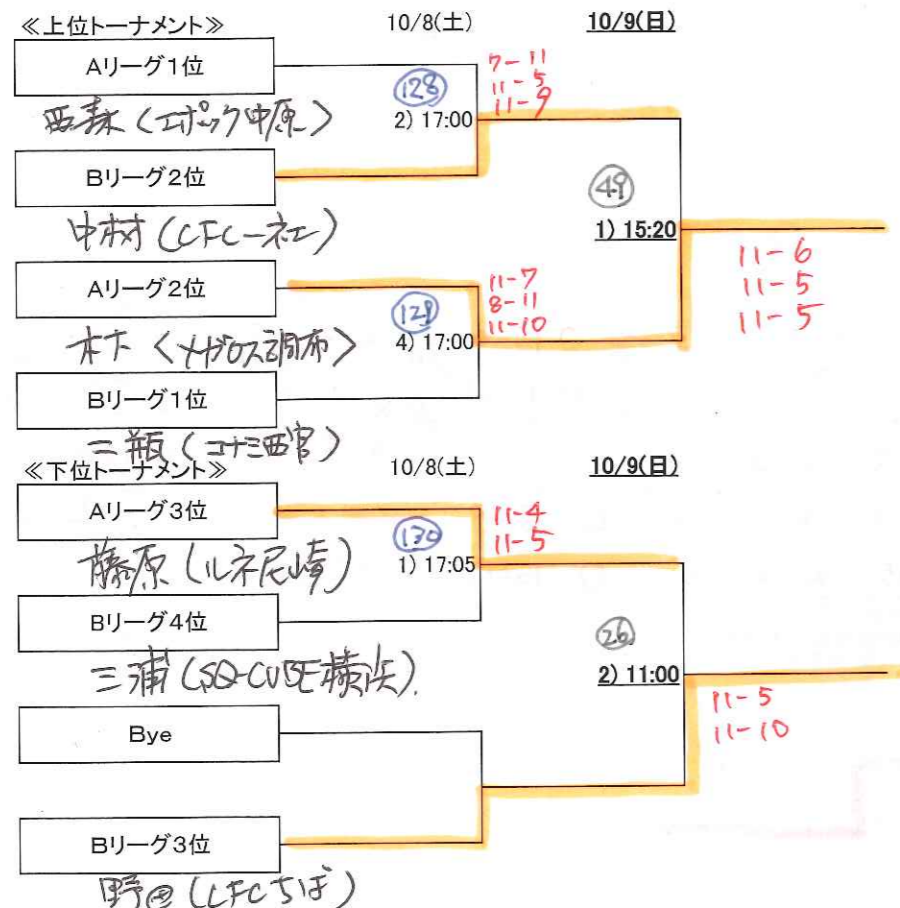 ≪上位トーナメント≫ 10/8(土) 10/9(日)
Aリーグ1位
7-11
11-5
11-9
128
2) 17:00
西森(エポック中原)
Bリーグ2位
49
1) 15:20
中村(CFC一ネエ)
11-6
11-5
11-5
Aリーグ2位
11-7
8-11
11-10
129
4) 17:00
木下(メガロス調布)
Bリーグ1位
二瓶(コナミ西宮)
≪下位トーナメント≫ 10/8(土) 10/9(日)
Aリーグ3位
11-4
11-5
130
1) 17:05
藤原(ルネ尼崎)
Bリーグ4位
26
2) 11:00
三浦(SQ-CUBE横浜)
11-5
11-10
Bye
Bリーグ3位
野田(CFCちば)